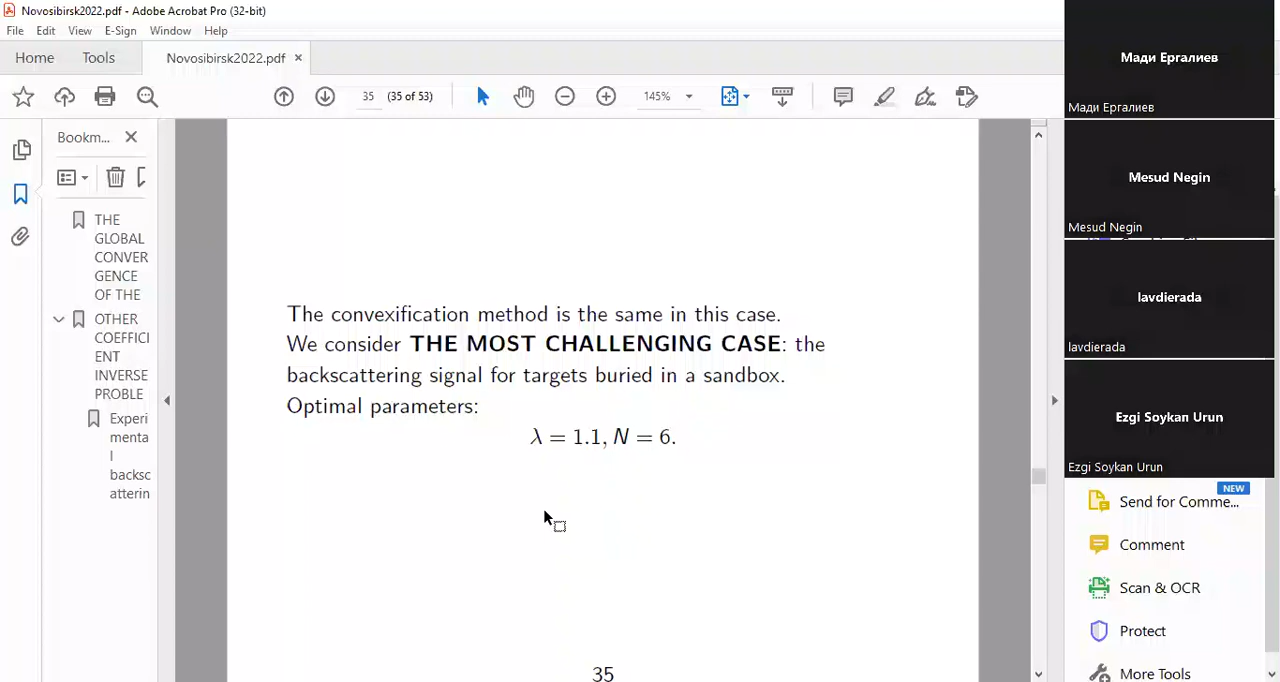 Novosibirsk2022.pdf - Adobe Acrobat Pro (32-bit)
File Edit View E-Sign Window Help
Home Tools Novosibirsk2022.pdf ×
35 (35 of 53) 145%
Bookm...
THE
GLOBAL
CONVER
GENCE
OF THE
OTHER
COEFFICI
ENT
INVERSE
PROBLE
Experi
menta
l
backsc
atterin
The convexification method is the same in this case.
We consider THE MOST CHALLENGING CASE: the
backscattering signal for targets buried in a sandbox.
Optimal parameters:
λ = 1.1, N = 6.
35
Мади Ергалиев
Мади Ергалиев
Mesud Negin
Mesud Negin
lavdierada
lavdierada
Ezgi Soykan Urun
Ezgi Soykan Urun
NEW
Send for Comme...
Comment
Scan & OCR
Protect
More Tools